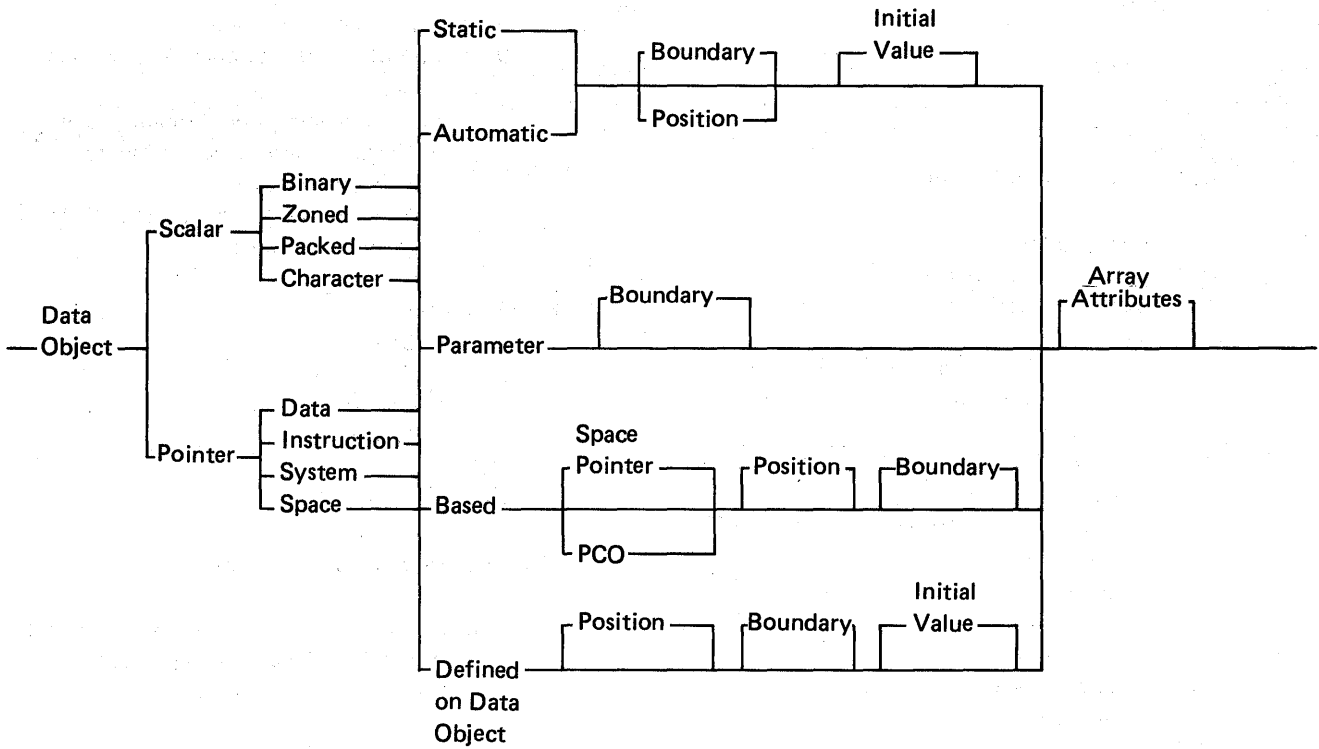 Static
Initial
Value
Boundary
Position
Automatic
Binary
Zoned
Packed
Character
Scalar
Data
Object
Array
Attributes
Boundary
Parameter
Data
Instruction
System
Space
Pointer
Space
Pointer
Position
Boundary
Based
PCO
Initial
Value
Position
Boundary
Defined
on Data
Object